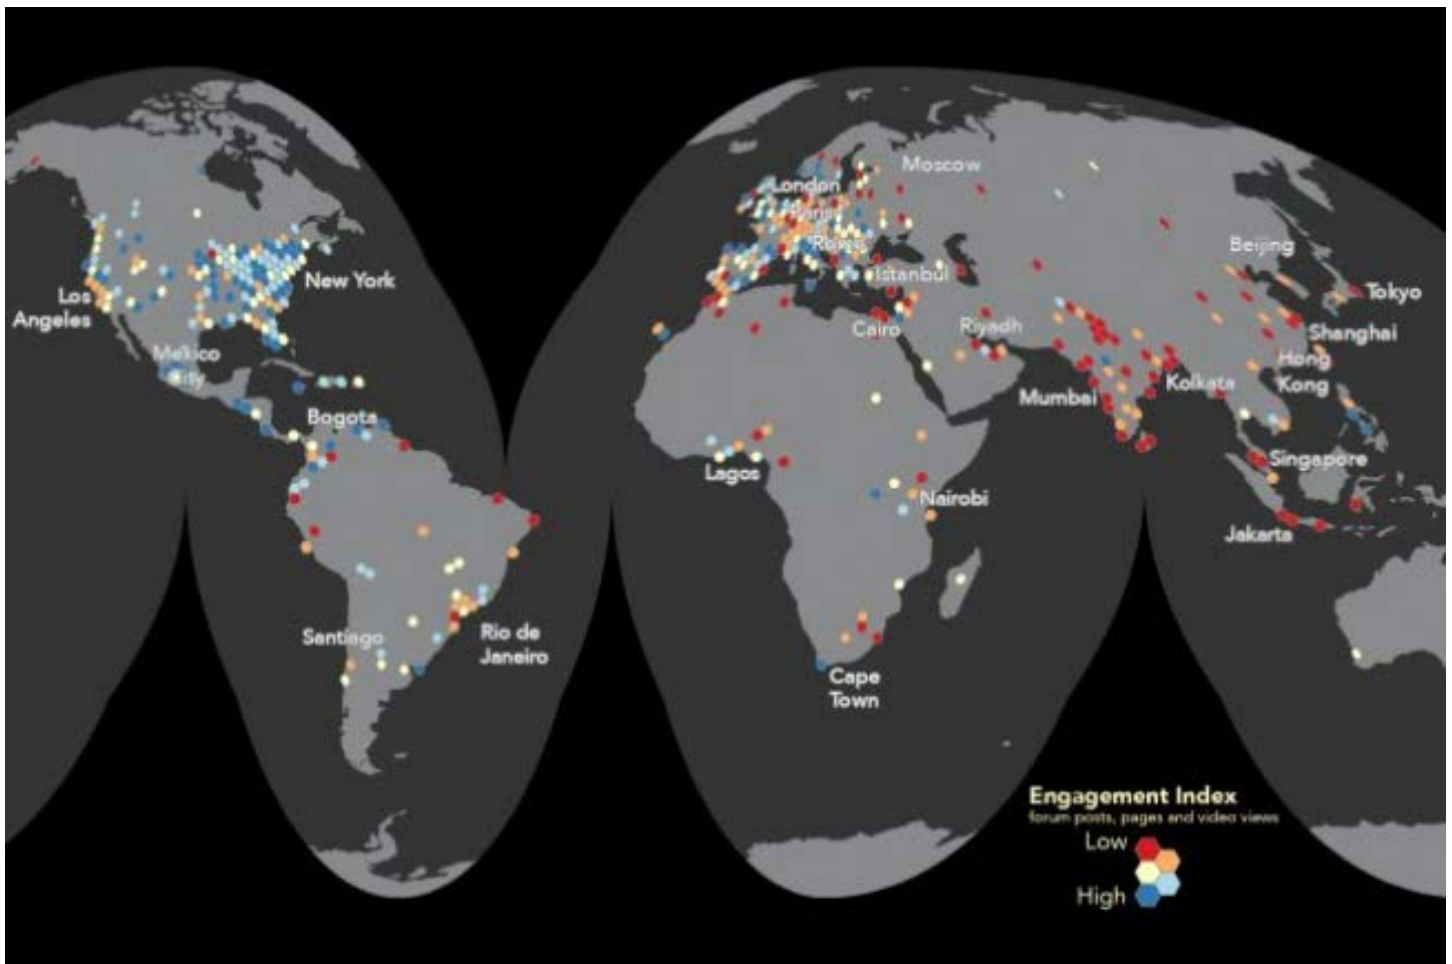 Moscow
London
Paris
Rome
Beijing
New York
Istanbul
Los
Angeles
Tokyo
Cairo
Riyadh
Shanghai
Mexico
City
Hong
Kong
Kolkata
Mumbai
Bogota
Singapore
Lagos
Nairobi
Jakarta
Santiago
Rio de
Janeiro
Cape
Town
Engagement Index
forum posts, pages and video views
Low
High